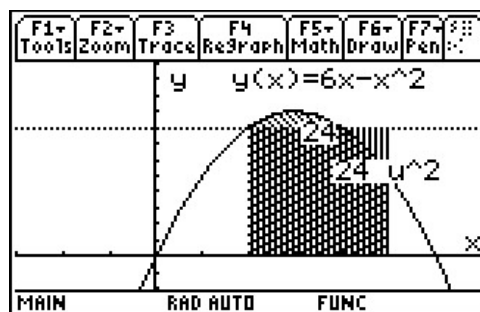 F1 F2 F3 F4 F5 F6 F7
Tools Zoom Trace ReGraph Math Draw Pen
y y(x)=6x-x^2
24
24 u^2
x
MAIN RAD AUTO FUNC